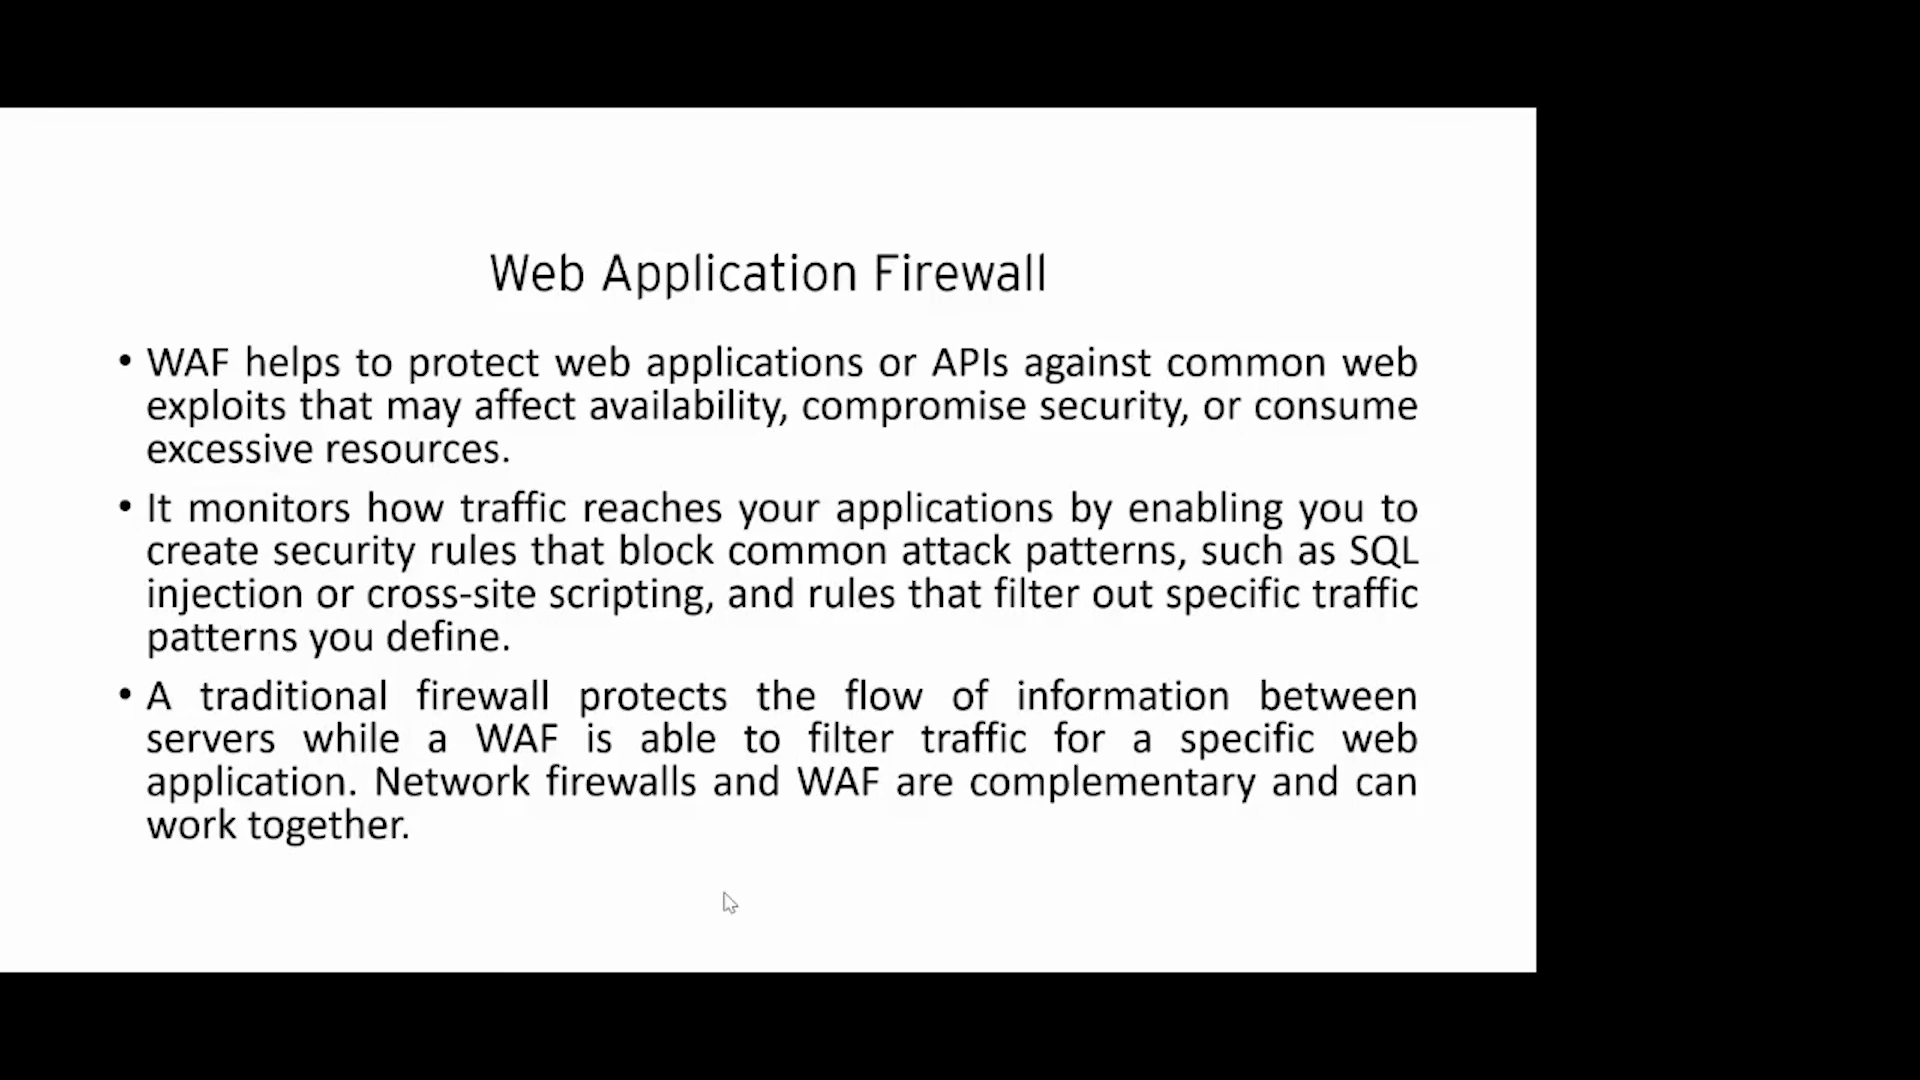 Web Application Firewall
• WAF helps to protect web applications or APIs against common web
exploits that may affect availability, compromise security, or consume
excessive resources.
• It monitors how traffic reaches your applications by enabling you to
create security rules that block common attack patterns, such as SQL
injection or cross-site scripting, and rules that filter out specific traffic
patterns you define.
• A traditional firewall protects the flow of information between
servers while a WAF is able to filter traffic for a specific web
application. Network firewalls and WAF are complementary and can
work together.